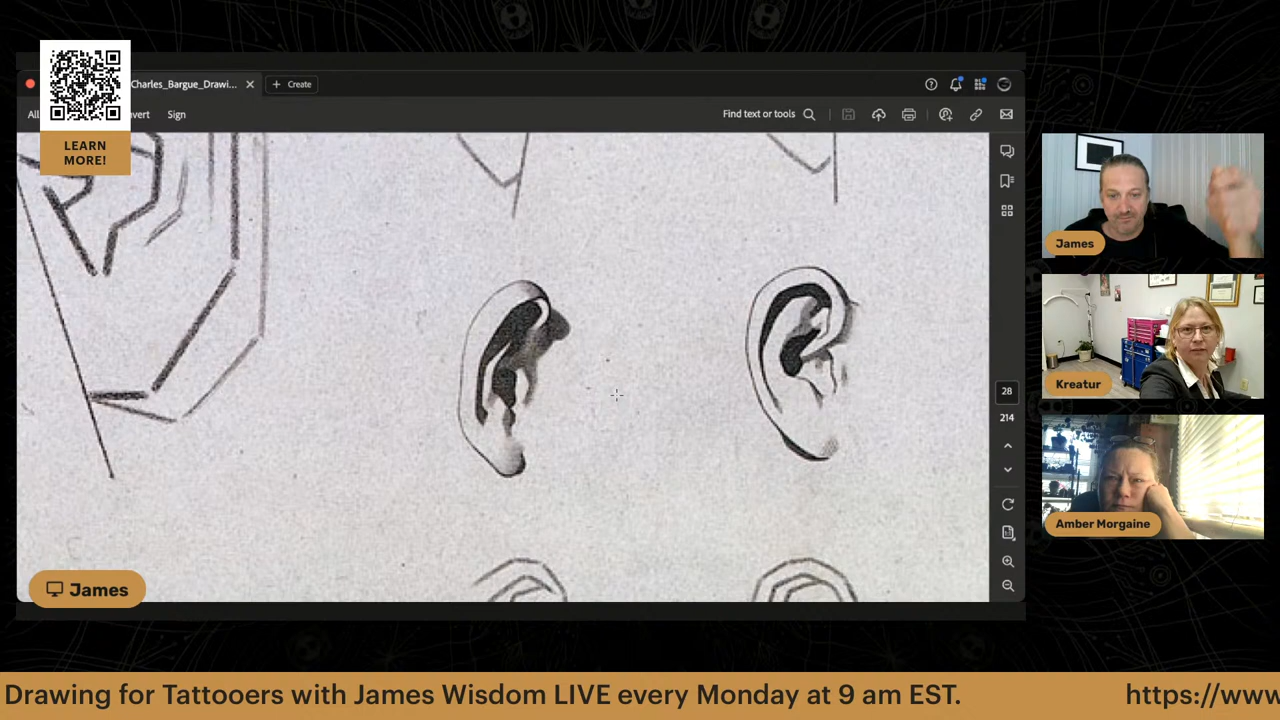 LEARN
MORE!
Charles_Bargue_Drawi...
Create
All
nvert
Sign
Find text or tools
28
214
James
Kreatur
Amber Morgaine
James
Drawing for Tattooers with James Wisdom LIVE every Monday at 9 am EST.
https://www